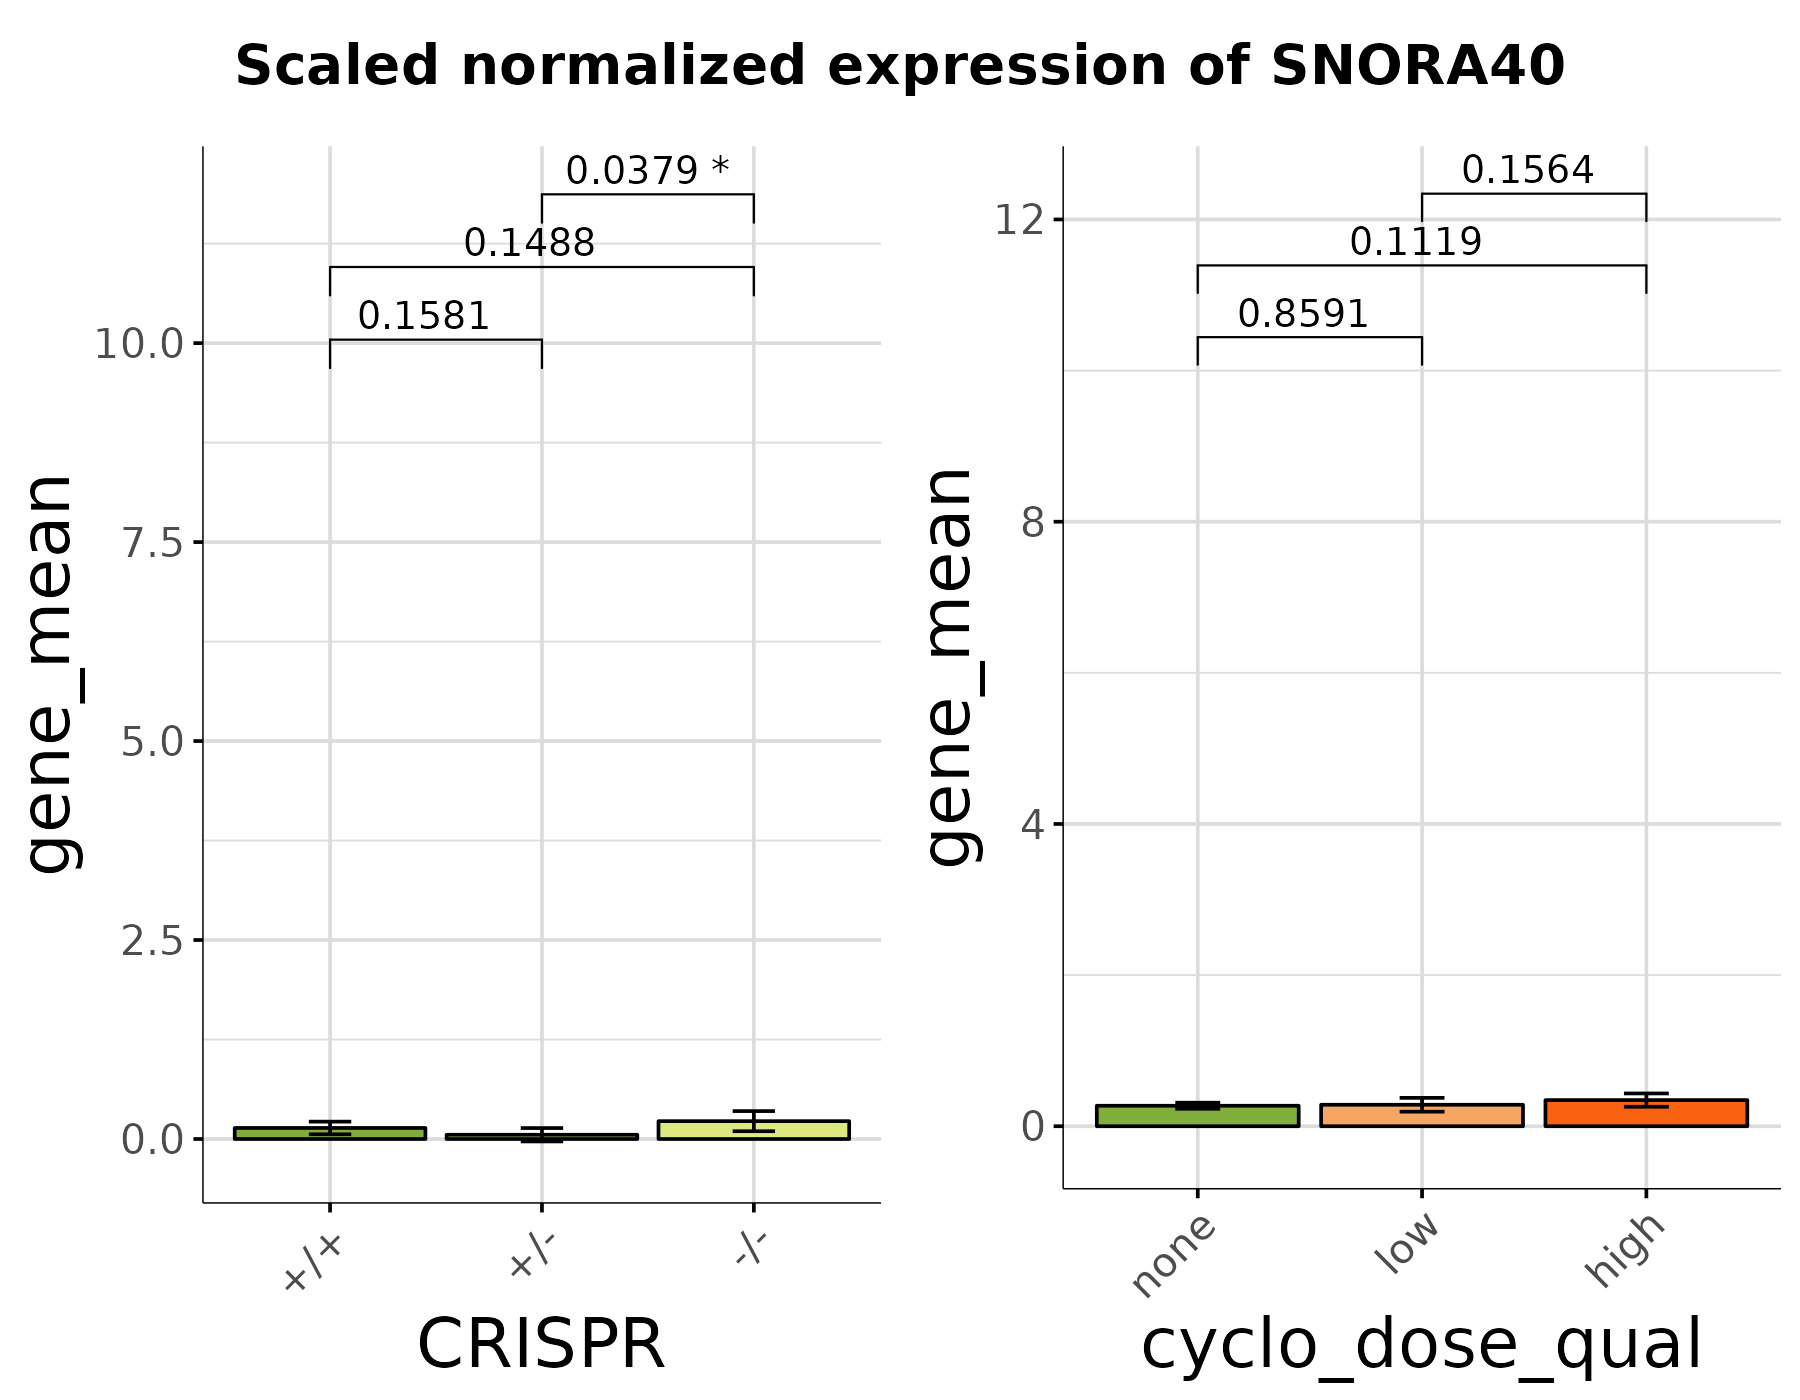 Scaled normalized expression of SNORA40
gene_mean
10.0
7.5
5.0
2.5
0.0
0.0379 *
0.1488
0.1581
+/+
+/-
-/-
CRISPR
gene_mean
12
8
4
0
0.1564
0.1119
0.8591
none
low
high
cyclo_dose_qual